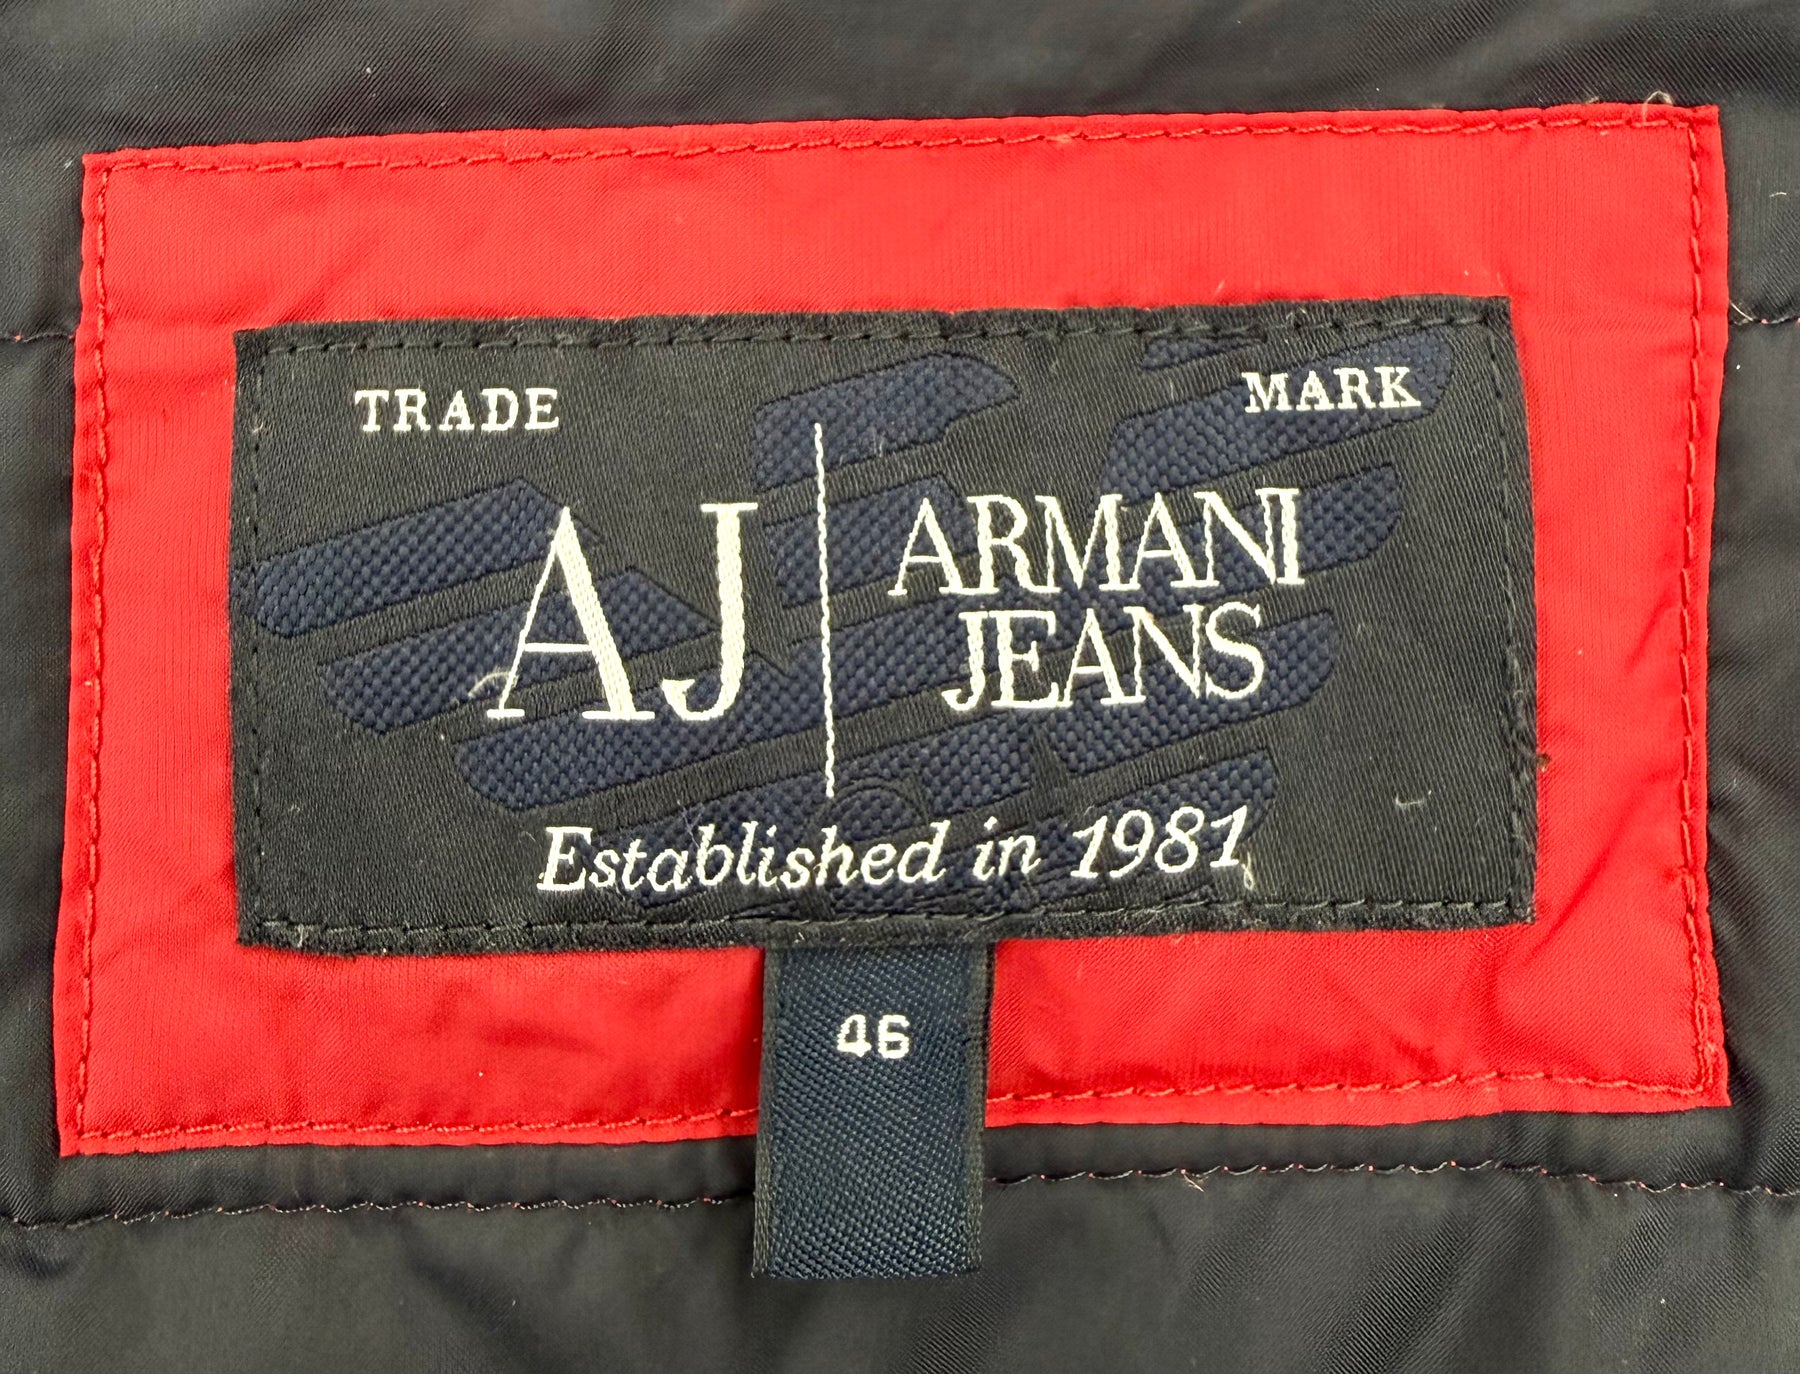 TRADE MARK
AJ
ARMANI
JEANS
Established in 1981
46